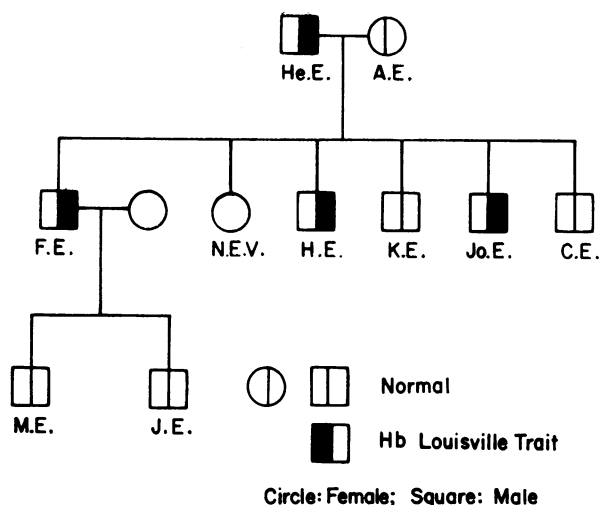 He.E. A.E.
F.E. N.E.V. H.E. K.E. Jo.E. C.E.
M.E. J.E.
Normal
Hb Louisville Trait
Circle: Female; Square: Male